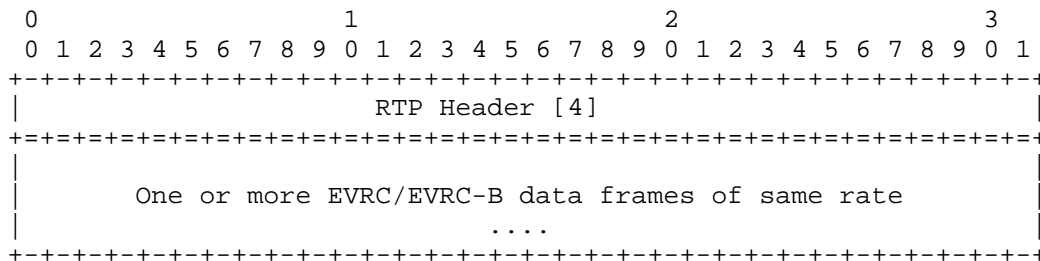 0                   1                   2                   3
 0 1 2 3 4 5 6 7 8 9 0 1 2 3 4 5 6 7 8 9 0 1 2 3 4 5 6 7 8 9 0 1
+-+-+-+-+-+-+-+-+-+-+-+-+-+-+-+-+-+-+-+-+-+-+-+-+-+-+-+-+-+-+-+-+
|                      RTP Header [4]                           |
+=+=+=+=+=+=+=+=+=+=+=+=+=+=+=+=+=+=+=+=+=+=+=+=+=+=+=+=+=+=+=+=+
|                                                               |
|       One or more EVRC/EVRC-B data frames of same rate        |
|                             ....                              |
+-+-+-+-+-+-+-+-+-+-+-+-+-+-+-+-+-+-+-+-+-+-+-+-+-+-+-+-+-+-+-+-+